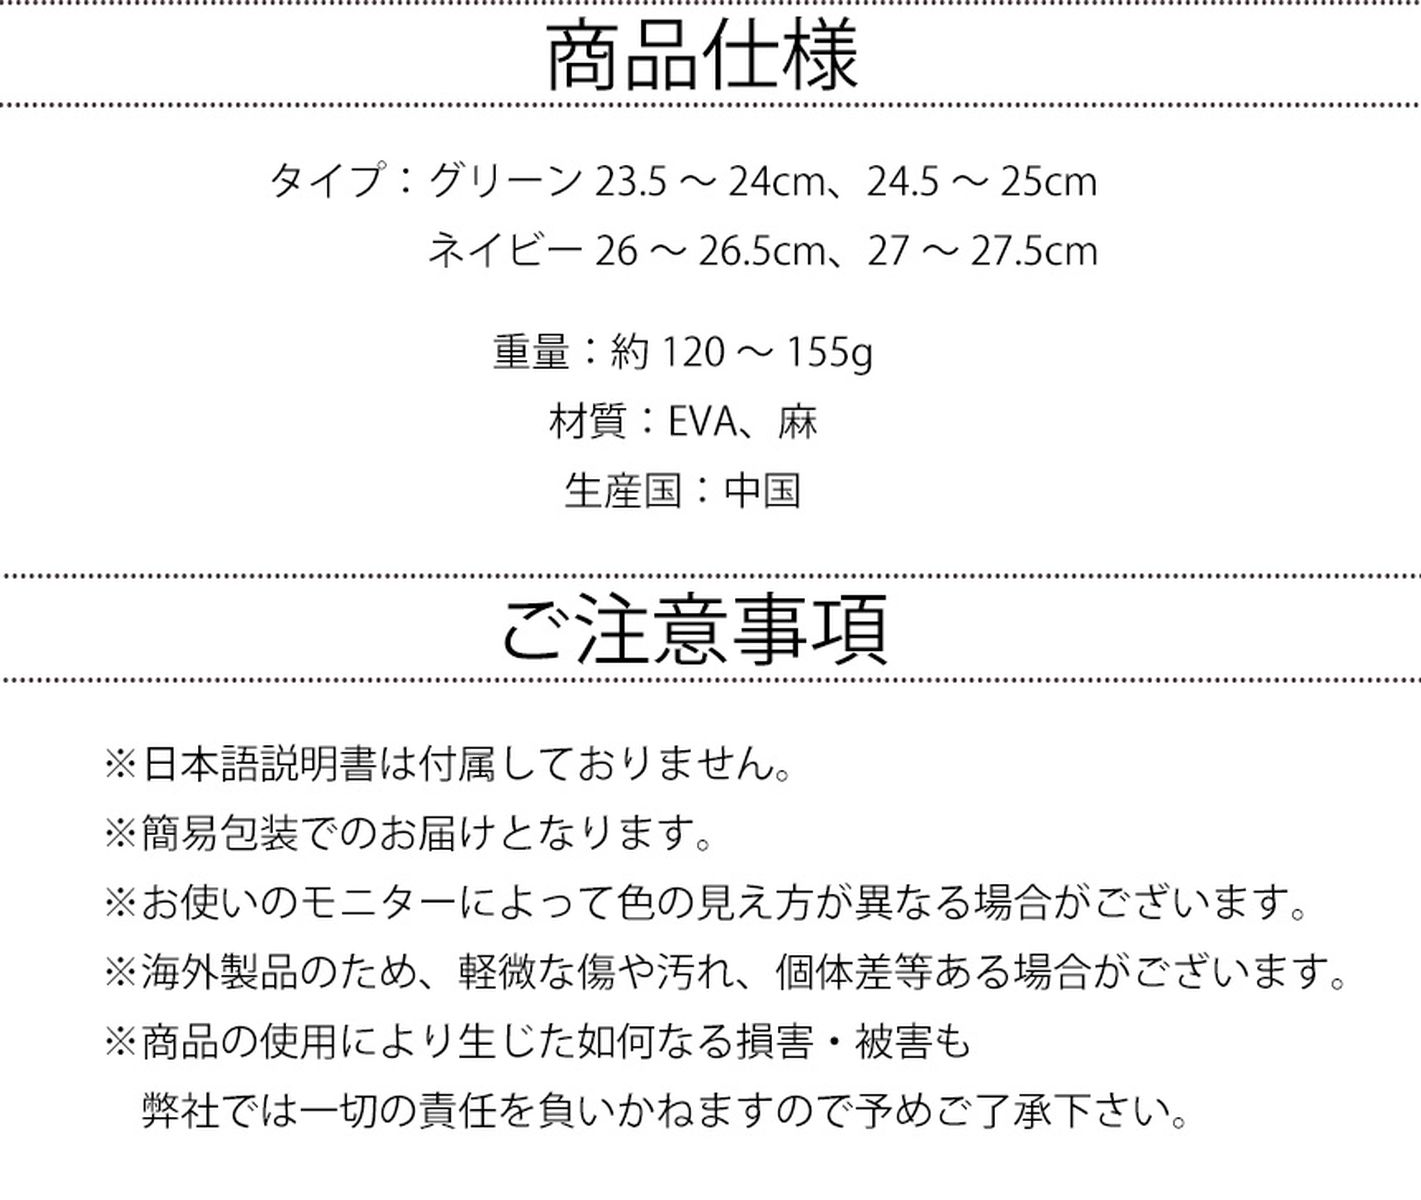 商品仕様
タイプ：グリーン 23.5 ～ 24cm、24.5 ～ 25cm
ネイビー 26 ～ 26.5cm、27 ～ 27.5cm
重量：約 120 ～ 155g
材質：EVA、麻
生産国：中国
ご注意事項
※日本語説明書は付属しておりません。
※簡易包装でのお届けとなります。
※お使いのモニターによって色の見え方が異なる場合がございます。
※海外製品のため、軽微な傷や汚れ、個体差等ある場合がございます。
※商品の使用により生じた如何なる損害・被害も
弊社では一切の責任を負いかねますので予めご了承下さい。